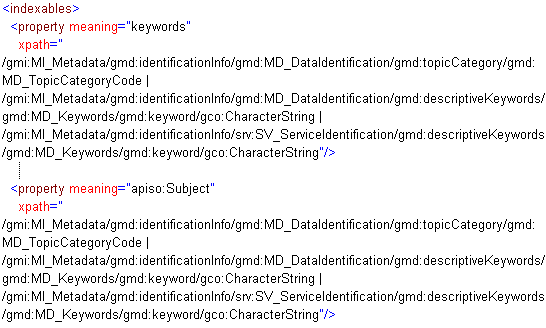 <indexables>
<property meaning="keywords"
xpath="
/gmi:MI_Metadata/gmd:identificationInfo/gmd:MD_DataIdentification/gmd:topicCategory/gmd:
MD_TopicCategoryCode |
/gmi:MI_Metadata/gmd:identificationInfo/gmd:MD_DataIdentification/gmd:descriptiveKeywords/
gmd:MD_Keywords/gmd:keyword/gco:CharacterString |
/gmi:MI_Metadata/gmd:identificationInfo/srv:SV_ServiceIdentification/gmd:descriptiveKeywords
/gmd:MD_Keywords/gmd:keyword/gco:CharacterString"/>
<property meaning="apiso:Subject"
xpath="
/gmi:MI_Metadata/gmd:identificationInfo/gmd:MD_DataIdentification/gmd:topicCategory/gmd:
MD_TopicCategoryCode |
/gmi:MI_Metadata/gmd:identificationInfo/gmd:MD_DataIdentification/gmd:descriptiveKeywords/
gmd:MD_Keywords/gmd:keyword/gco:CharacterString |
/gmi:MI_Metadata/gmd:identificationInfo/srv:SV_ServiceIdentification/gmd:descriptiveKeywords
/gmd:MD_Keywords/gmd:keyword/gco:CharacterString"/>